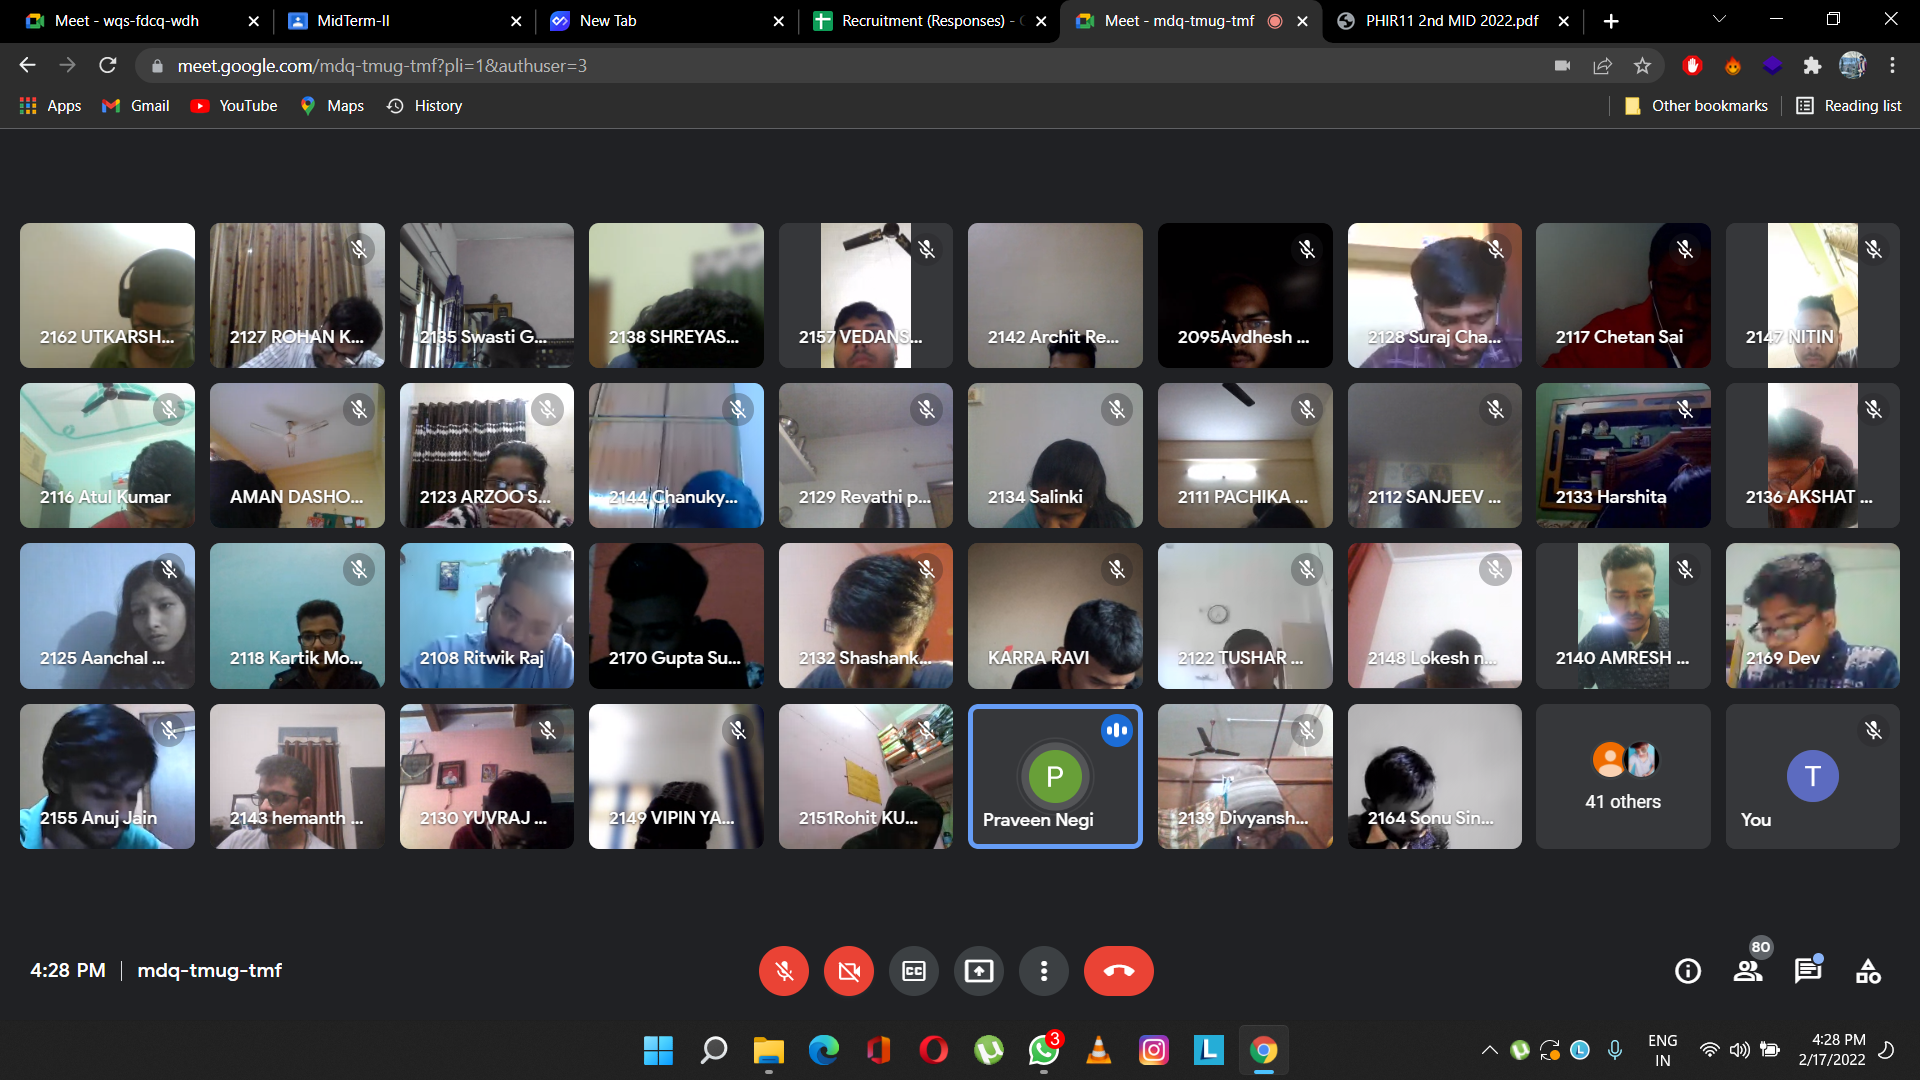 Meet - wqs-fdcq-wdh
MidTerm-II
New Tab
Recruitment (Responses) -
Meet - mdq-tmug-tmf
PHIR11 2nd MID 2022.pdf
meet.google.com/mdq-tmug-tmf?pli=1&authuser=3
Apps
Gmail
YouTube
Maps
History
Other bookmarks
Reading list
2162 UTKARSH...
2127 ROHAN K...
2135 Swasti G...
2138 SHREYAS...
2157 VEDANS...
2142 Archit Re...
2095Avdhesh ...
2128 Suraj Cha...
2117 Chetan Sai
2147 NITIN
2116 Atul Kumar
AMAN DASHO...
2123 ARZOO S...
2144 Chanuky...
2129 Revathi p...
2134 Salinki
2111 PACHIKA ...
2112 SANJEEV ...
2133 Harshita
2136 AKSHAT ...
2125 Aanchal ...
2118 Kartik Mo...
2108 Ritwik Raj
2170 Gupta Su...
2132 Shashank...
KARRA RAVI
2122 TUSHAR ...
2148 Lokesh n...
2140 AMRESH ...
2169 Dev
2155 Anuj Jain
2143 hemanth ...
2130 YUVRAJ ...
2149 VIPIN YA...
2151Rohit KU...
P
Praveen Negi
2139 Divyansh...
2164 Sonu Sin...
41 others
T
You
4:28 PM | mdq-tmug-tmf
CC
80
3
L
ENG
IN
4:28 PM
2/17/2022